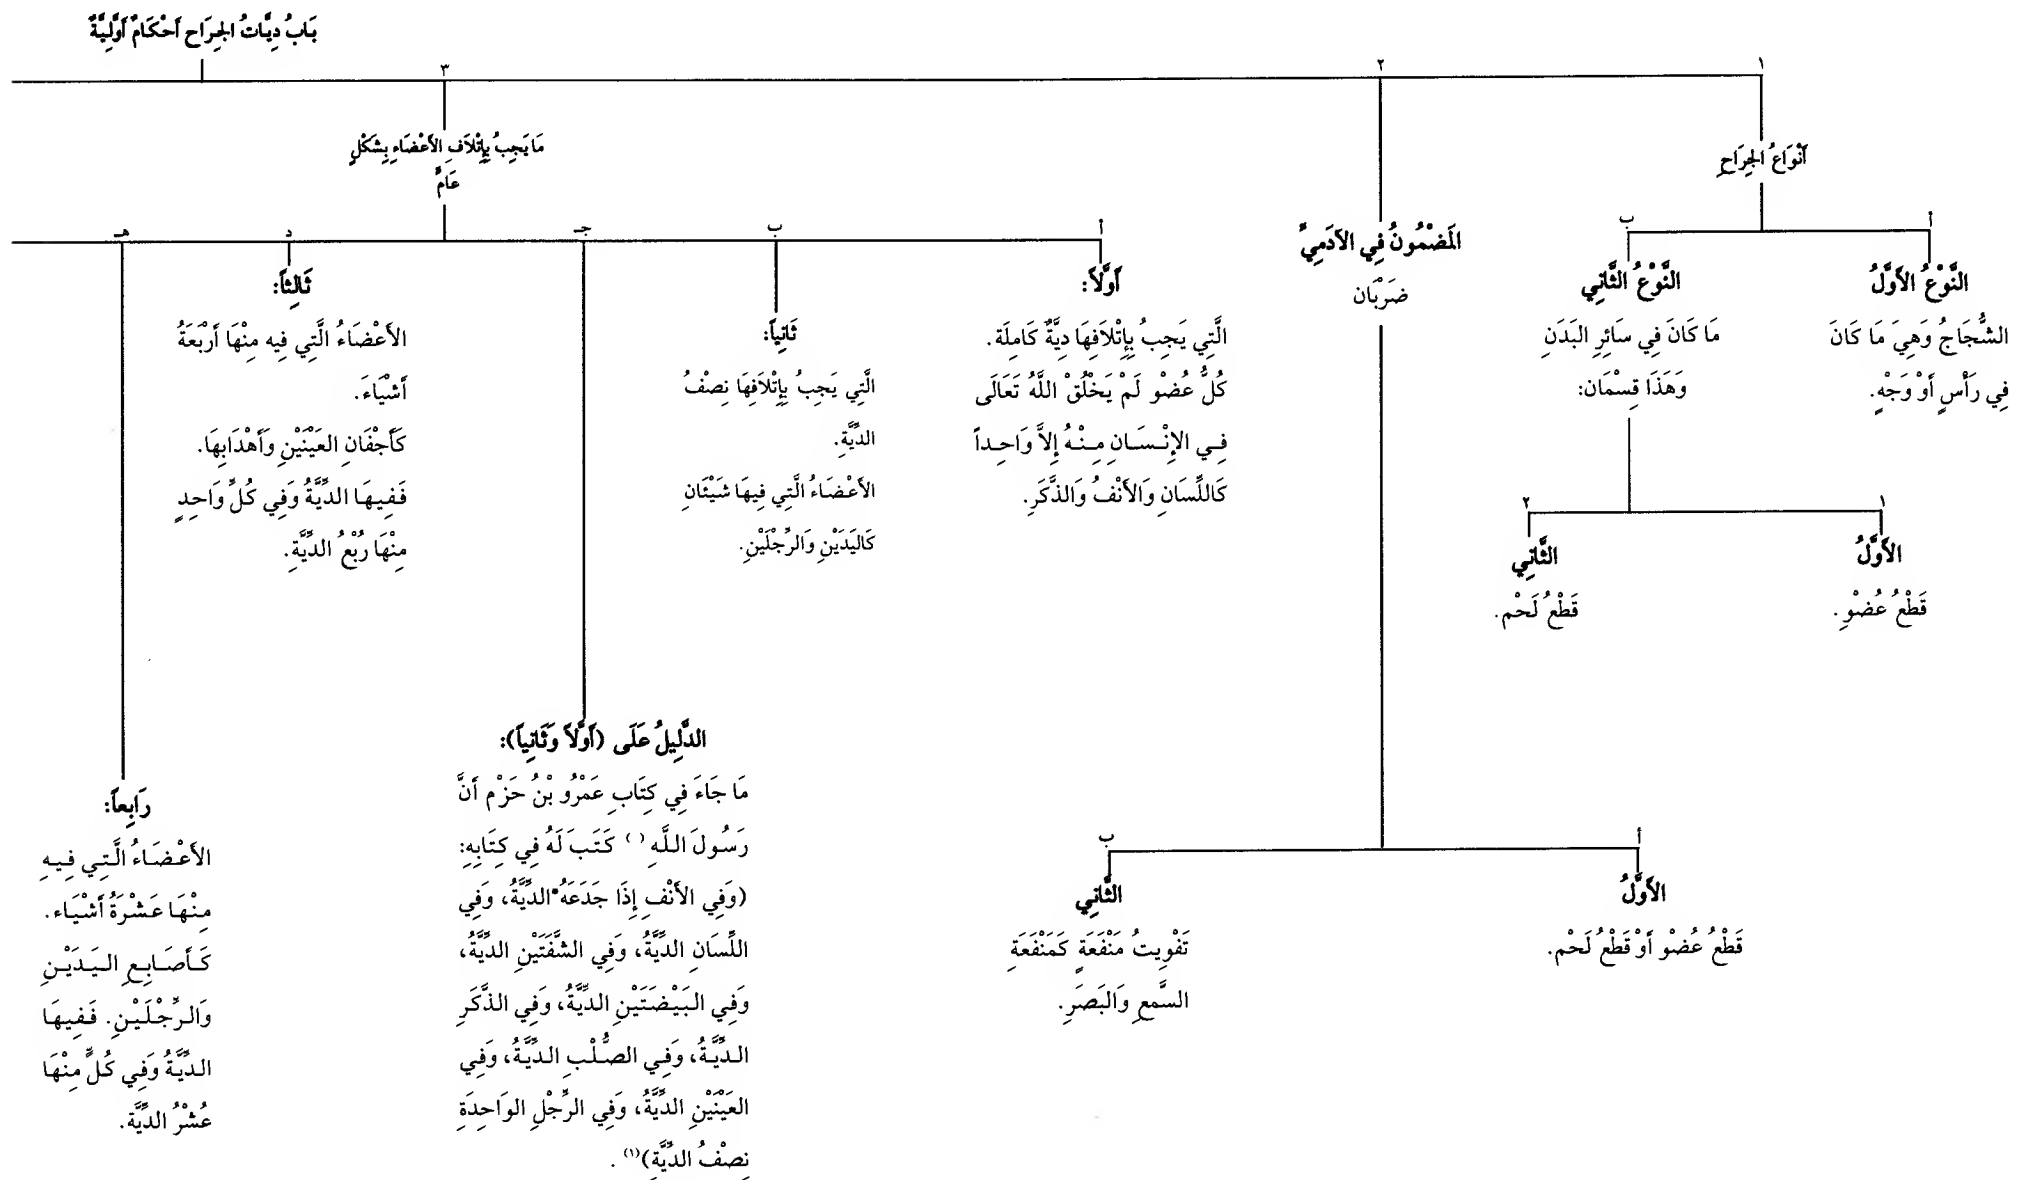 بَابُ دِيَّاتُ الجِرَاح أَحْكَامٌ أَوَّلِيَّةٌ
١
أَنْوَاعُ الجِرَاحِ
أ
النَّوْعُ الأَوَّلُ
الشُّجَاجُ وَهِيَ مَا كَانَ
فِي رَأْسٍ أَوْ وَجْهٍ.
ب
النَّوْعُ الثَّانِي
مَا كَانَ فِي سَائِرِ البَدَنِ
وَهَذَا قِسْمَان:
١
الأَوَّلُ
قَطْعُ عُضْوِ.
٢
الثَّانِي
قَطْعُ لَحْم.
٢
المَضْمُونُ فِي الآدَمِيِّ
ضَرْبَان
أ
الأَوَّلُ
قَطْعُ عُضْو أَوْ قَطْعُ لَحْم.
ب
الثَّانِي
تَفْوِيتُ مَنْفَعَةٍ كَمَنْفَعَةِ
السَّمعِ وَالبَصَرِ.
٣
مَا يَجِبُ بِإِتْلَافِ الأَعْضَاءِ بِشَكْلٍ
عَامٍّ
أ
أَوَّلاً:
الَّتِي يَجِبُ بِإِتْلَافِهَا دِيَّةٌ كَامِلَة.
كُلُّ عُضْو لَمْ يَخْلُقْ اللَّهُ تَعَالَى
فِي الإِنْسَانِ مِنْهُ إِلاَّ وَاحِداً
كَاللِّسَانِ وَالأَنْفُ وَالذَّكَرِ.
ب
ثَانِياً:
الَّتِي يَجِبُ بِإِتْلَافِهَا نِصْفُ
الدِّيَّةِ.
الأَعْضَاءُ الَّتِي فِيهَا شَيْئَانِ
كَاليَدَيْنِ وَالرِّجْلَيْنِ.
جـ
الدَّلِيلُ عَلَى (أَوَّلاً وَثَانِياً):
مَا جَاءَ فِي كِتَابِ عَمْرُو بْنُ حَزْم أَنَّ
رَسُولَ اللَّهِ ( ) كَتَبَ لَهُ فِي كِتَابِهِ:
(وَفِي الأَنْفِ إِذَا جَدَعَهُ الدِّيَّةُ، وَفِي
اللِّسَانِ الدِّيَّةُ، وَفِي الشَّفَتَيْنِ الدِّيَّةُ،
وَفِي البَيْضَتَيْنِ الدِّيَّةُ، وَفِي الذَّكَرِ
الدِّيَّةُ، وَفِي الصُّلْبِ الدِّيَّةُ، وَفِي
العَيْنَيْنِ الدِّيَّةُ، وَفِي الرِّجْلِ الوَاحِدَةِ
نِصْفُ الدِّيَّةِ)(١).
د
ثَالِثاً:
الأَعْضَاءُ الَّتِي فِيه مِنْهَا أَرْبَعَةُ
أَشْيَاءَ.
كَأَجْفَانِ العَيْنَيْنِ وَأَهْدَابِهَا.
فَفِيهَا الدِّيَّةُ وَفِي كُلِّ وَاحِدٍ
مِنْهَا رُبْعُ الدِّيَّةِ.
هـ
رَابِعاً:
الأَعْضَاءُ الَّتِي فِيهِ
مِنْهَا عَشْرَةُ أَشْيَاء.
كَأَصَابِعِ اليَدَيْنِ
وَالرِّجْلَيْنِ. فَفِيهَا
الدِّيَّةُ وَفِي كُلٍّ مِنْهَا
عُشْرُ الدِّيَّة.